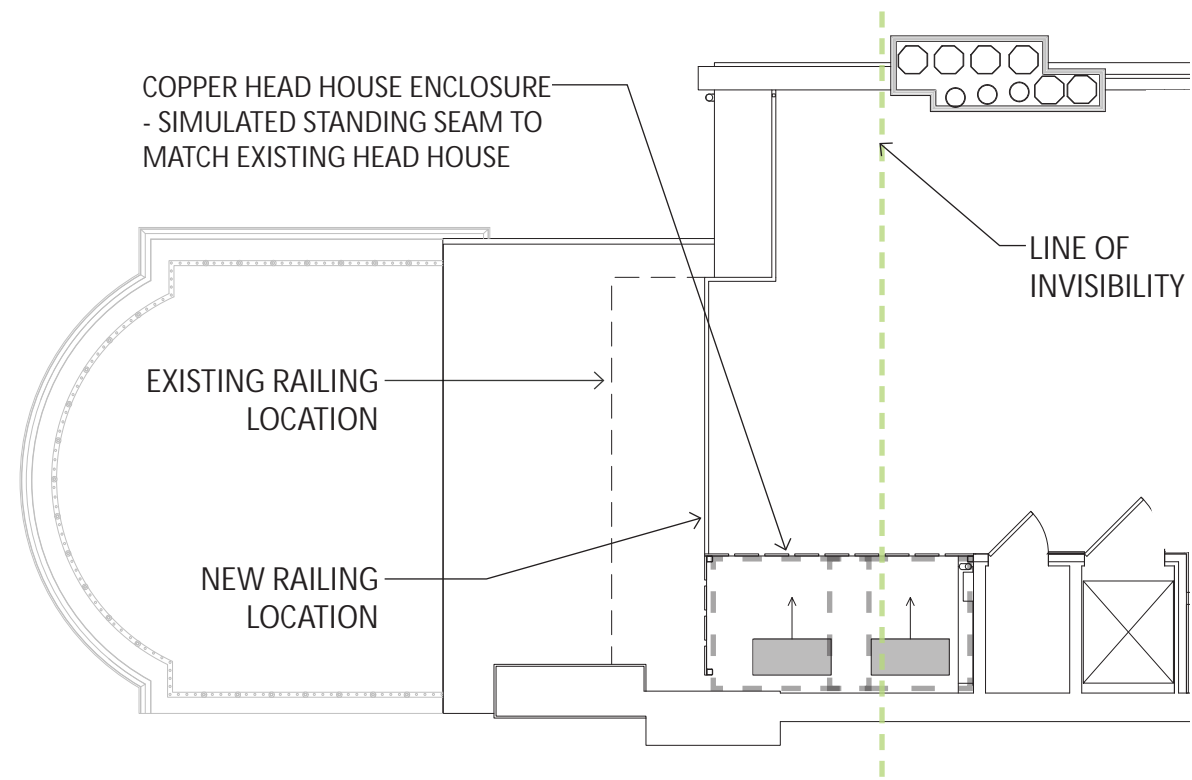 COPPER HEAD HOUSE ENCLOSURE
- SIMULATED STANDING SEAM TO
MATCH EXISTING HEAD HOUSE
LINE OF
INVISIBILITY
EXISTING RAILING
LOCATION
NEW RAILING
LOCATION